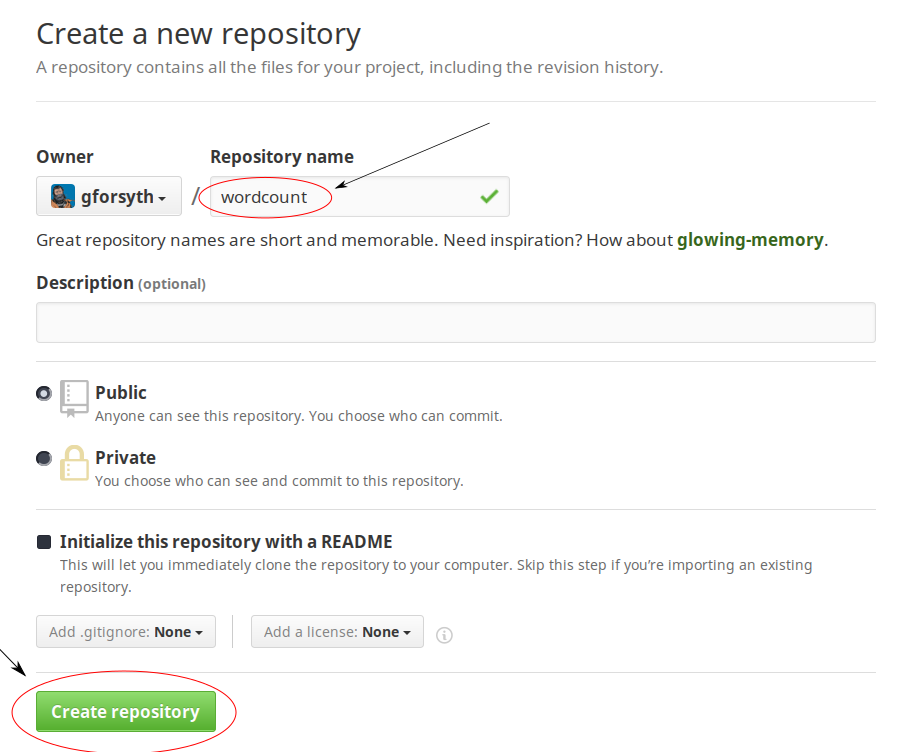 Create a new repository
A repository contains all the files for your project, including the revision history.
Owner
Repository name
gforsyth / wordcount
Great repository names are short and memorable. Need inspiration? How about glowing-memory.
Description (optional)
Public
Anyone can see this repository. You choose who can commit.
Private
You choose who can see and commit to this repository.
Initialize this repository with a README
This will let you immediately clone the repository to your computer. Skip this step if you’re importing an existing
repository.
Add .gitignore: None
Add a license: None
Create repository